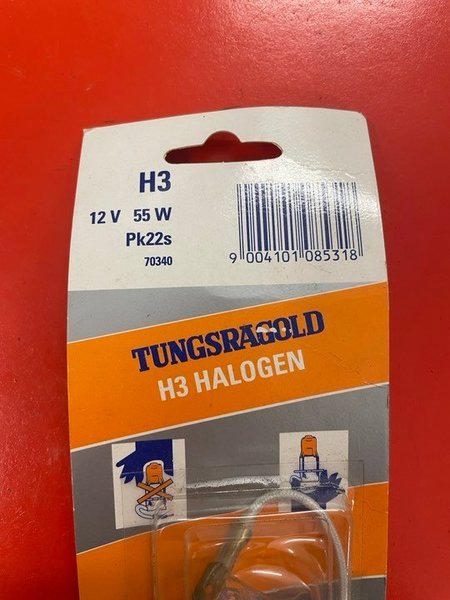 H3
12 V 55 W
Pk22s
70340
9 004101 085318
TUNGSRAGOLD
H3 HALOGEN